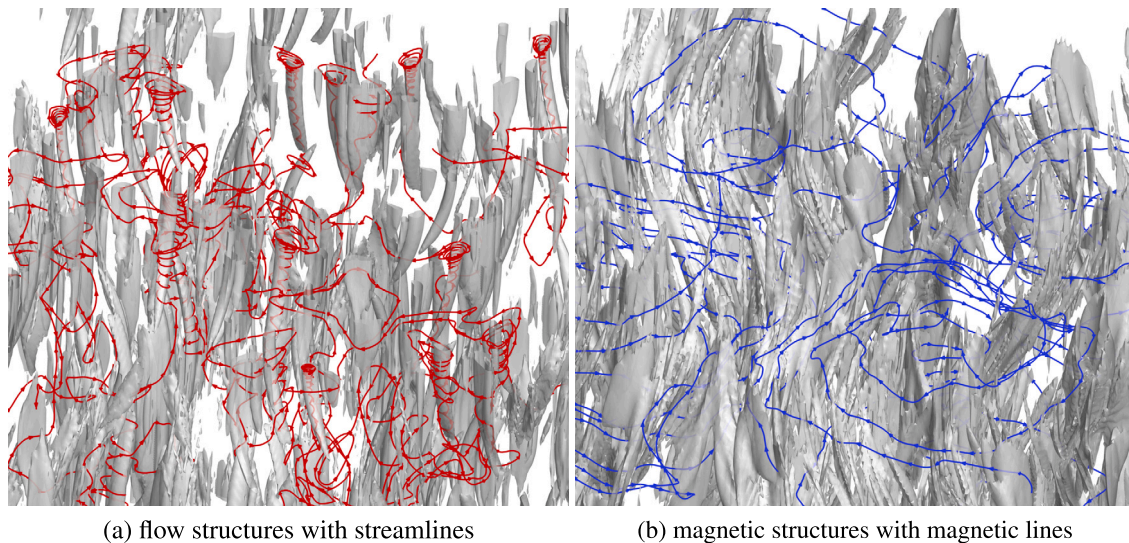 (a) flow structures with streamlines
(b) magnetic structures with magnetic lines